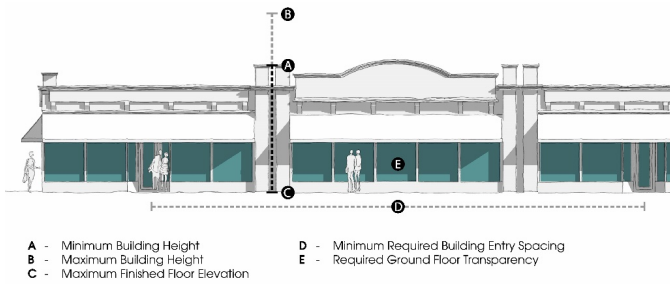 B
A
E
C
D
A - Minimum Building Height
B - Maximum Building Height
C - Maximum Finished Floor Elevation
D - Minimum Required Building Entry Spacing
E - Required Ground Floor Transparency